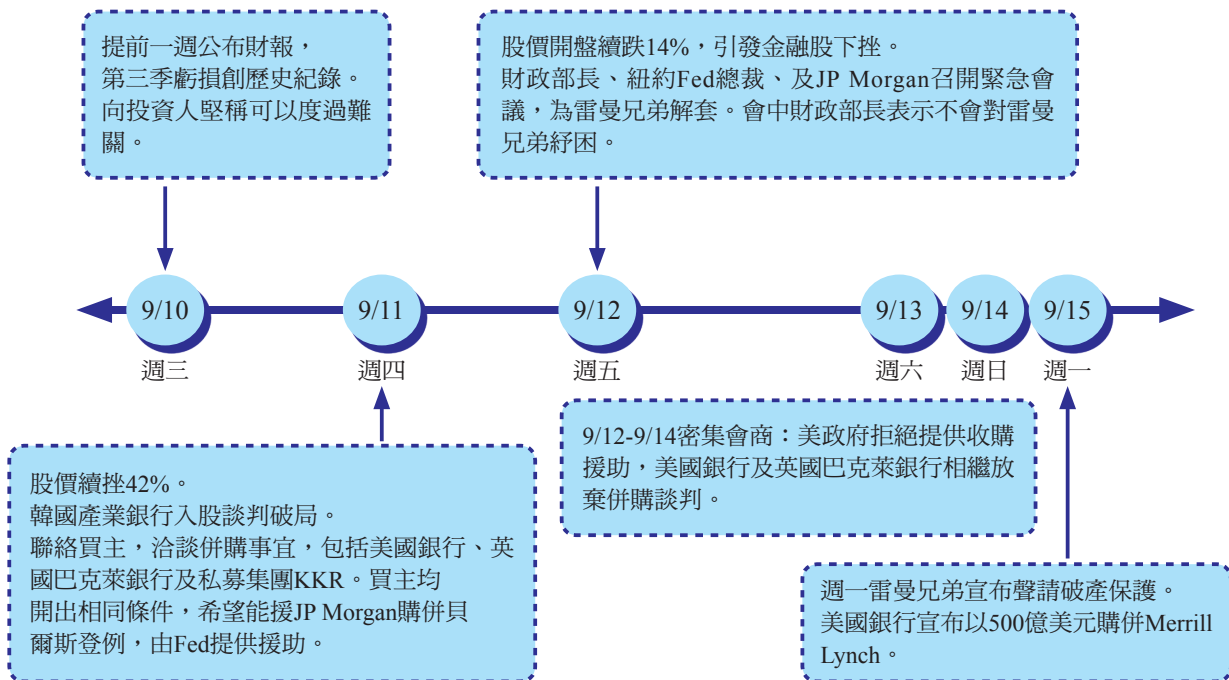 提前一週公布財報，
第三季虧損創歷史紀錄。
向投資人堅稱可以度過難
關。
股價開盤續跌14%，引發金融股下挫。
財政部長、紐約Fed總裁、及JP Morgan召開緊急會
議，為雷曼兄弟解套。會中財政部長表示不會對雷曼
兄弟紓困。
9/10
9/11
9/12
9/13
9/14
9/15
週三
週四
週五
週六
週日
週一
股價續挫42%。
韓國產業銀行入股談判破局。
聯絡買主，洽談併購事宜，包括美國銀行、英
國巴克萊銀行及私募集團KKR。買主均
開出相同條件，希望能援JP Morgan購併貝
爾斯登例，由Fed提供援助。
9/12-9/14密集會商：美政府拒絕提供收購
援助，美國銀行及英國巴克萊銀行相繼放
棄併購談判。
週一雷曼兄弟宣布聲請破產保護。
美國銀行宣布以500億美元購併Merrill
Lynch。